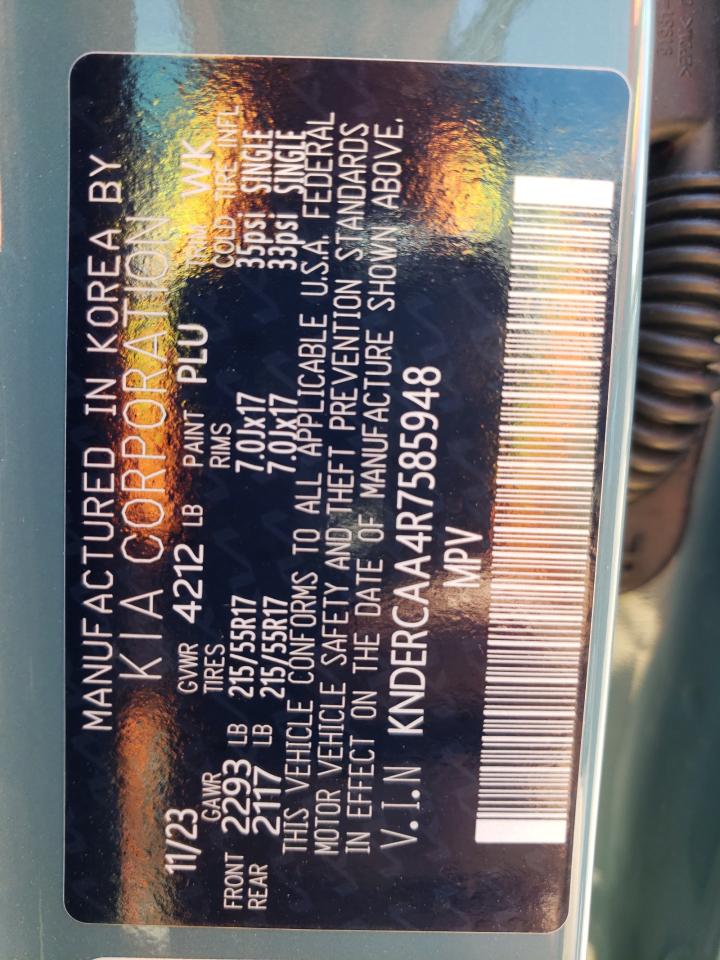 MANUFACTURED IN KOREA BY
KIA CORPORATION
11/23 GVWR 4212 LB PAINT PLU TRIM WK
GAWR TIRES RIMS COLD TIRE INFL.
FRONT 2293 LB 215/55R17 7.0JX17 35psi SINGLE
REAR 2117 LB 215/55R17 7.0JX17 33psi SINGLE
THIS VEHICLE CONFORMS TO ALL APPLICABLE U.S.A. FEDERAL
MOTOR VEHICLE SAFETY AND THEFT PREVENTION STANDARDS
IN EFFECT ON THE DATE OF MANUFACTURE SHOWN ABOVE.
V.I.N KNDERCAA4R7585948
MPV